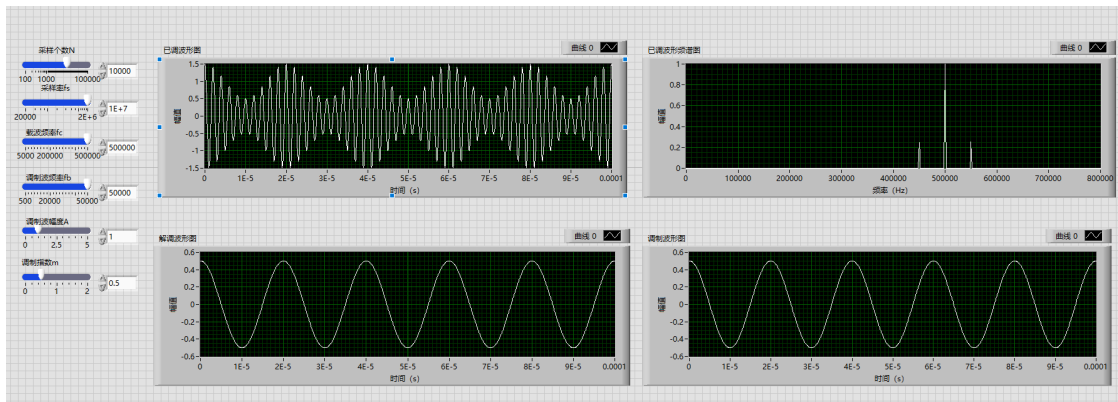 采样个数N
10000
100 1000 100000
采样率fs
1E+7
20000 2E+6
载波频率fc
500000
5000 200000 500000
调制波频率fb
50000
500 20000 50000
调制波幅度A
1
0 2.5 5
调制指数m
0.5
0 1 2
已调波形图
曲线 0
幅值
1.5
1
0.5
0
-0.5
-1
-1.5
0 1E-5 2E-5 3E-5 4E-5 5E-5 6E-5 7E-5 8E-5 9E-5 0.0001
时间 (s)
已调波形频谱图
曲线 0
幅值
1
0.8
0.6
0.4
0.2
0
0 100000 200000 300000 400000 500000 600000 700000 800000
频率 (Hz)
解调波形图
曲线 0
幅值
0.6
0.4
0.2
0
-0.2
-0.4
-0.6
0 1E-5 2E-5 3E-5 4E-5 5E-5 6E-5 7E-5 8E-5 9E-5 0.0001
时间 (s)
调制波形图
曲线 0
幅值
0.6
0.4
0.2
0
-0.2
-0.4
-0.6
0 1E-5 2E-5 3E-5 4E-5 5E-5 6E-5 7E-5 8E-5 9E-5 0.0001
时间 (s)